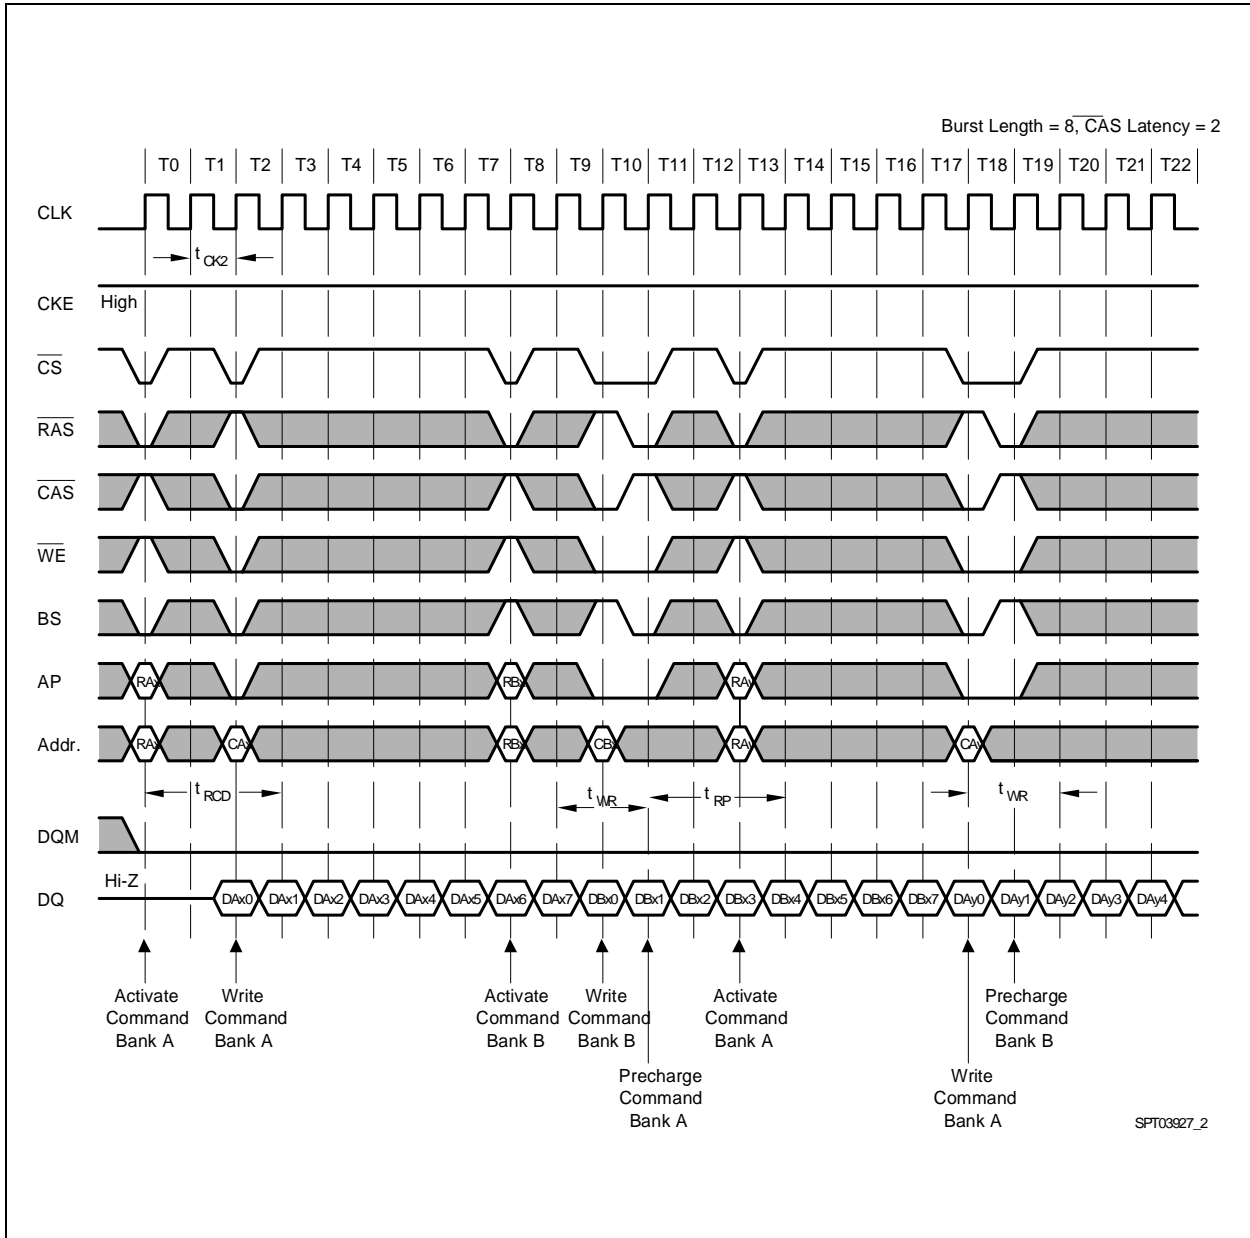 Burst Length = 8, CAS Latency = 2
T0 T1 T2 T3 T4 T5 T6 T7 T8 T9 T10 T11 T12 T13 T14 T15 T16 T17 T18 T19 T20 T21 T22
CLK
t CK2
CKE High
CS
RAS
CAS
WE
BS
AP RAx RBx RAy
Addr. RAx CAx RBx CBx RAy CAy
t RCD t WR t RP t WR
DQM
Hi-Z
DQ DAx0 DAx1 DAx2 DAx3 DAx4 DAx5 DAx6 DAx7 DBx0 DBx1 DBx2 DBx3 DBx4 DBx5 DBx6 DBx7 DAy0 DAy1 DAy2 DAy3 DAy4
Activate Command Bank A
Write Command Bank A
Activate Command Bank B
Write Command Bank B
Precharge Command Bank A
Activate Command Bank A
Write Command Bank A
Precharge Command Bank B
SPT03927_2